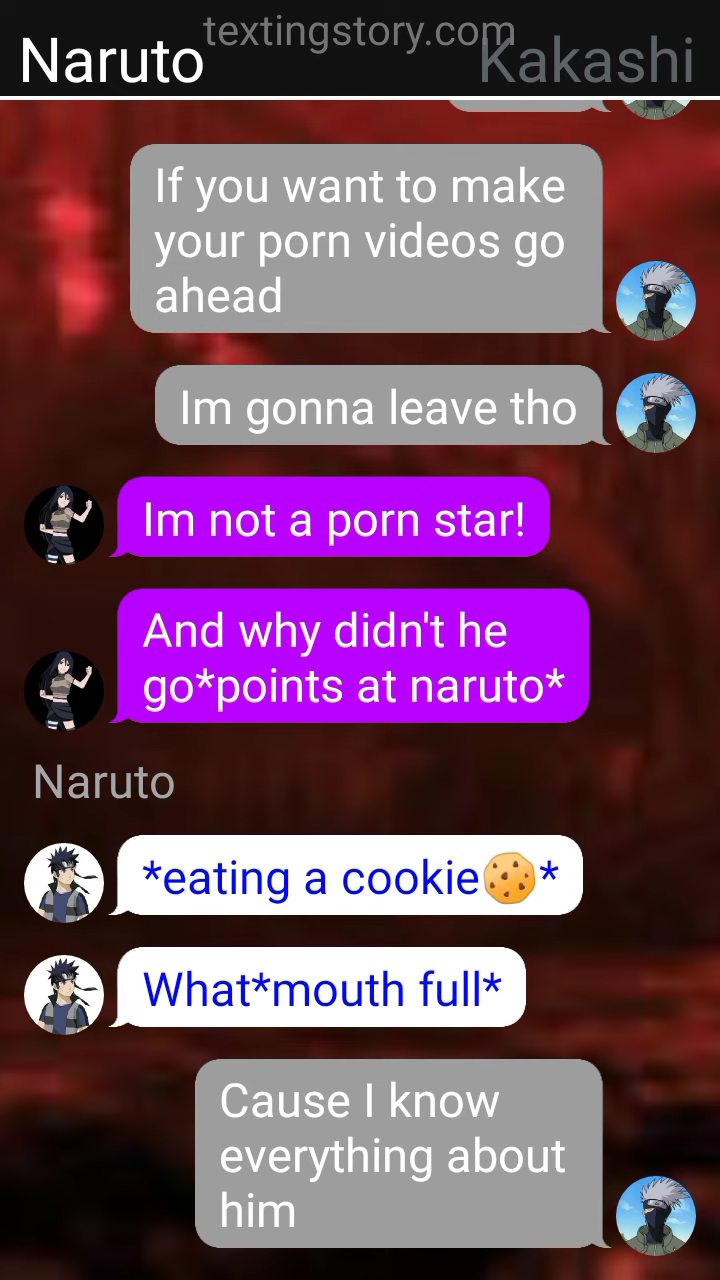 textingstory.com
Naruto
Kakashi
If you want to make
your porn videos go
ahead
Im gonna leave tho
Im not a porn star!
And why didn't he
go*points at naruto*
Naruto
*eating a cookie🍪*
What*mouth full*
Cause I know
everything about
him